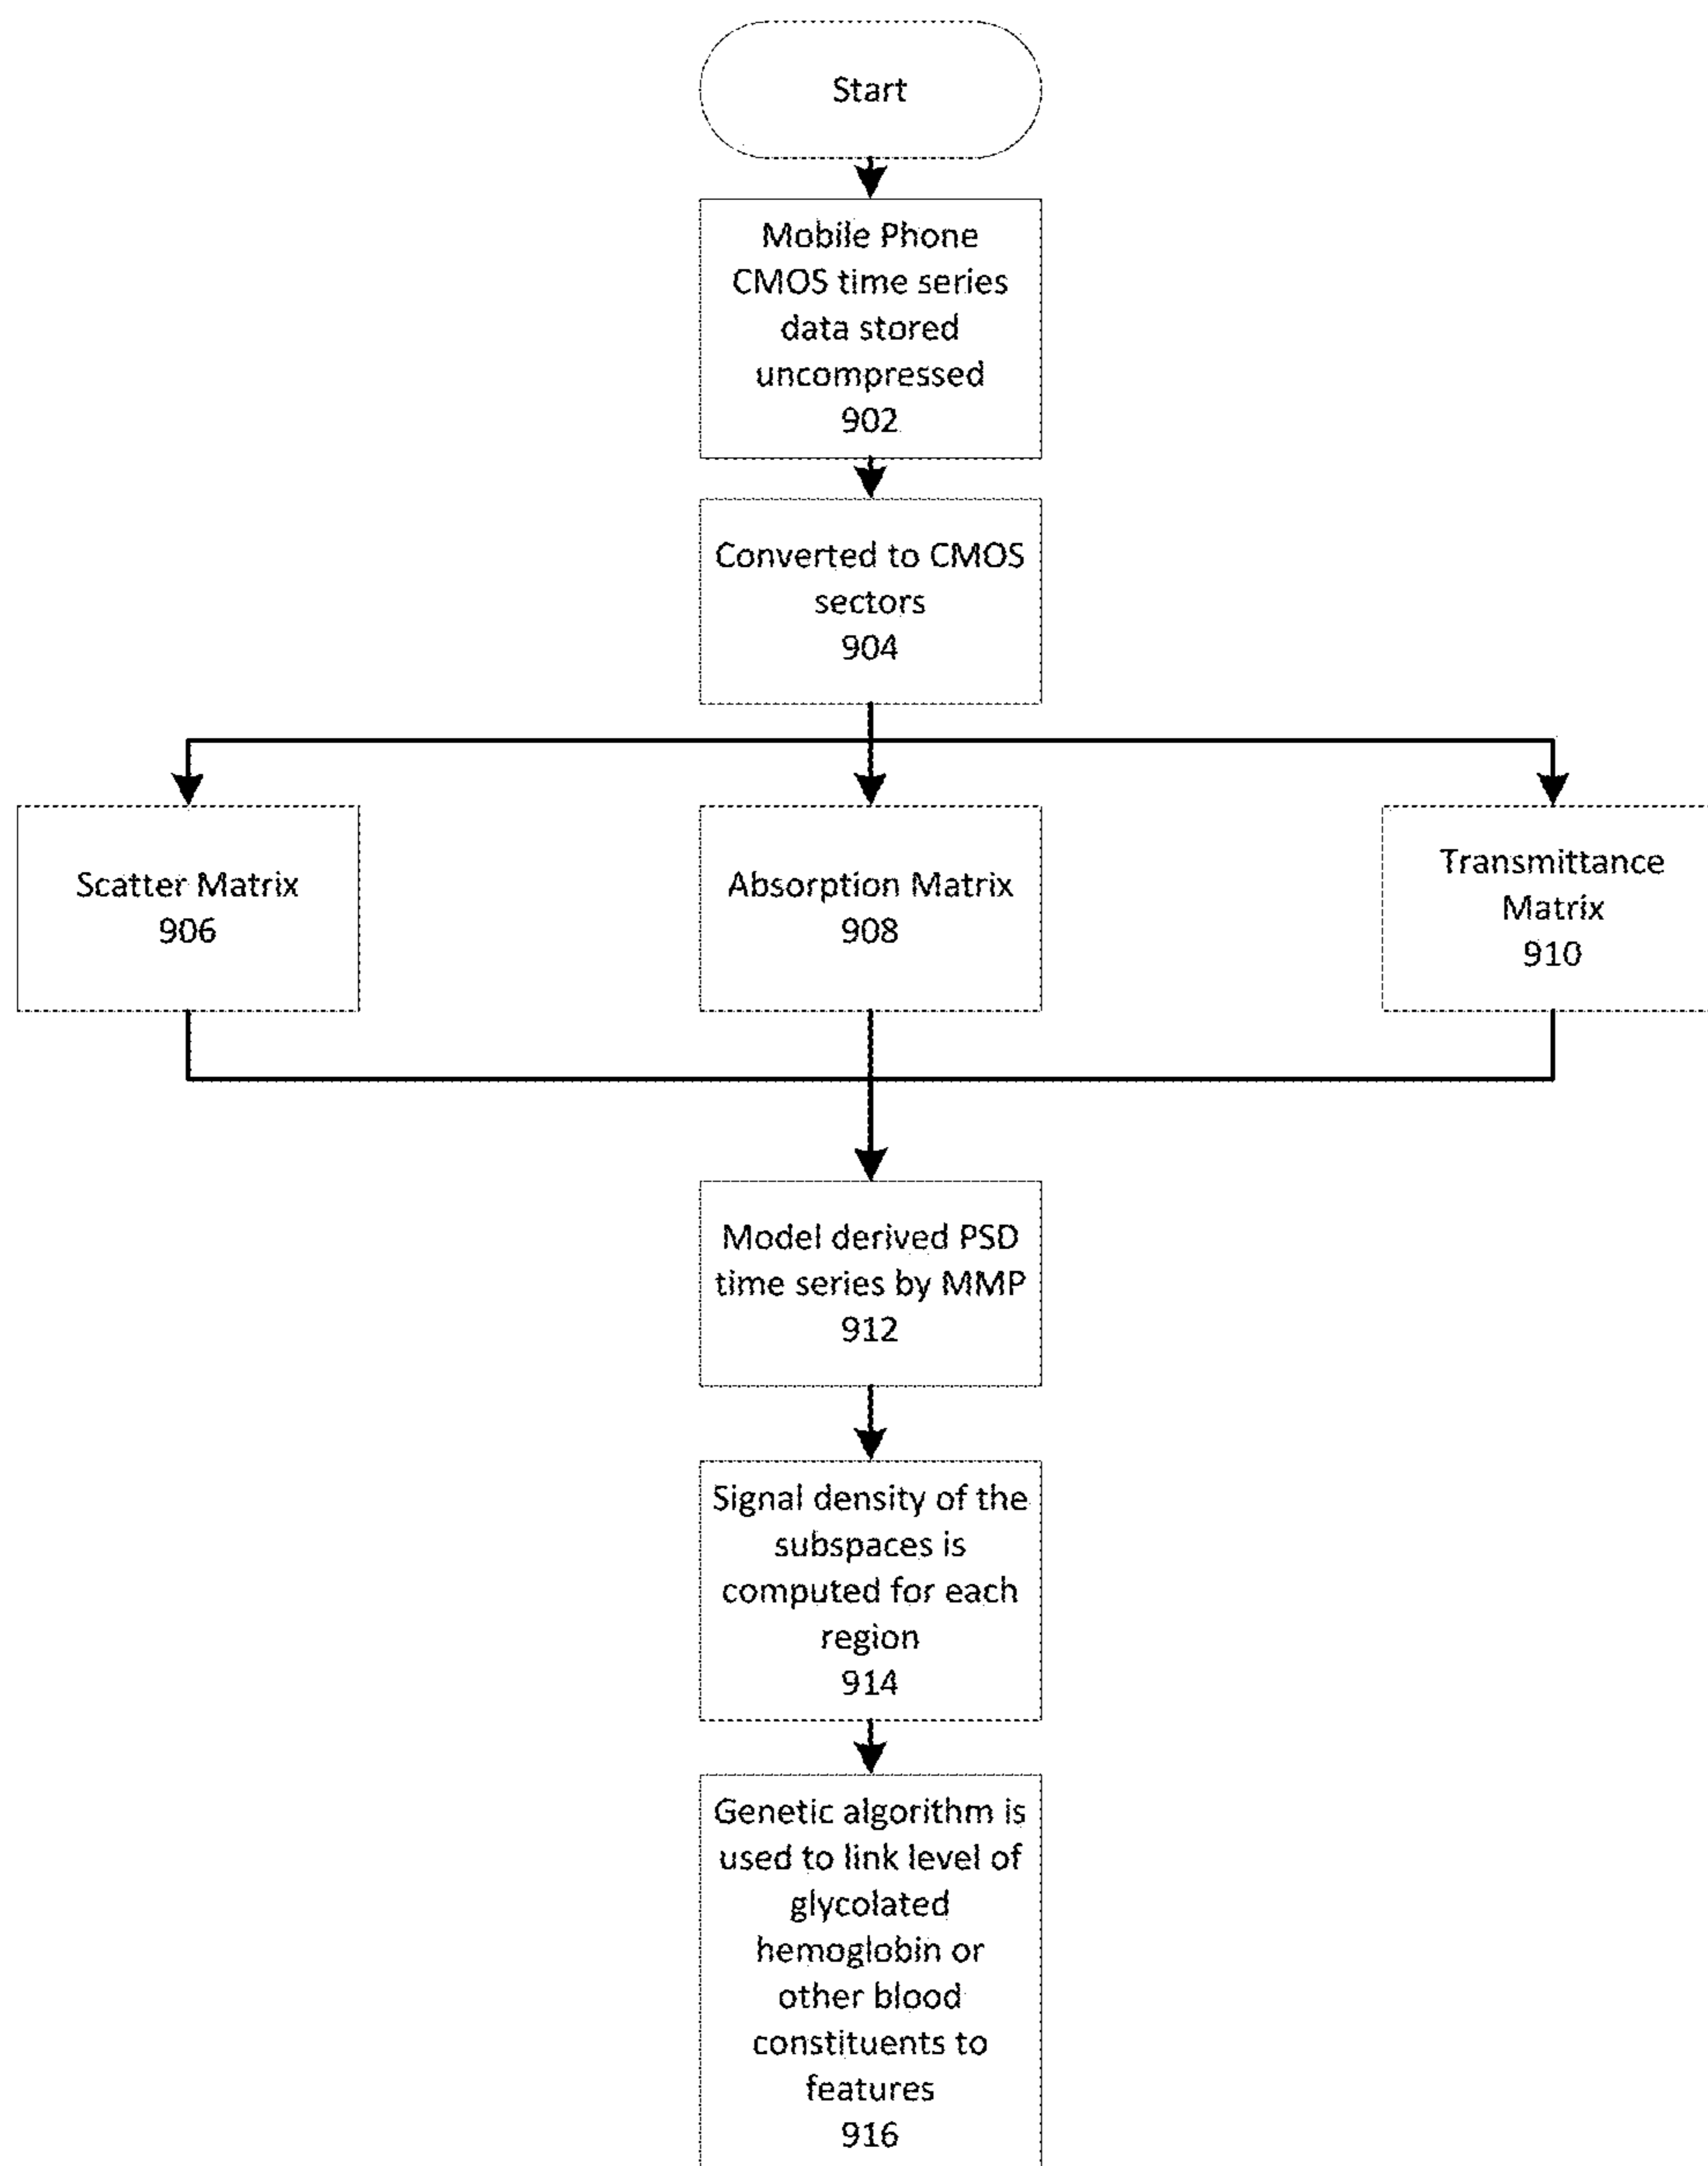 Start
Mobile Phone
CMOS time series
data stored
uncompressed
902
Converted to CMOS
sectors
904
Scatter Matrix
906
Absorption Matrix
908
Transmittance
Matrix
910
Model derived PSD
time series by MMP
912
Signal density of the
subspaces is
computed for each
region
914
Genetic algorithm is
used to link level of
glycolated
hemoglobin or
other blood
constituents to
features
916